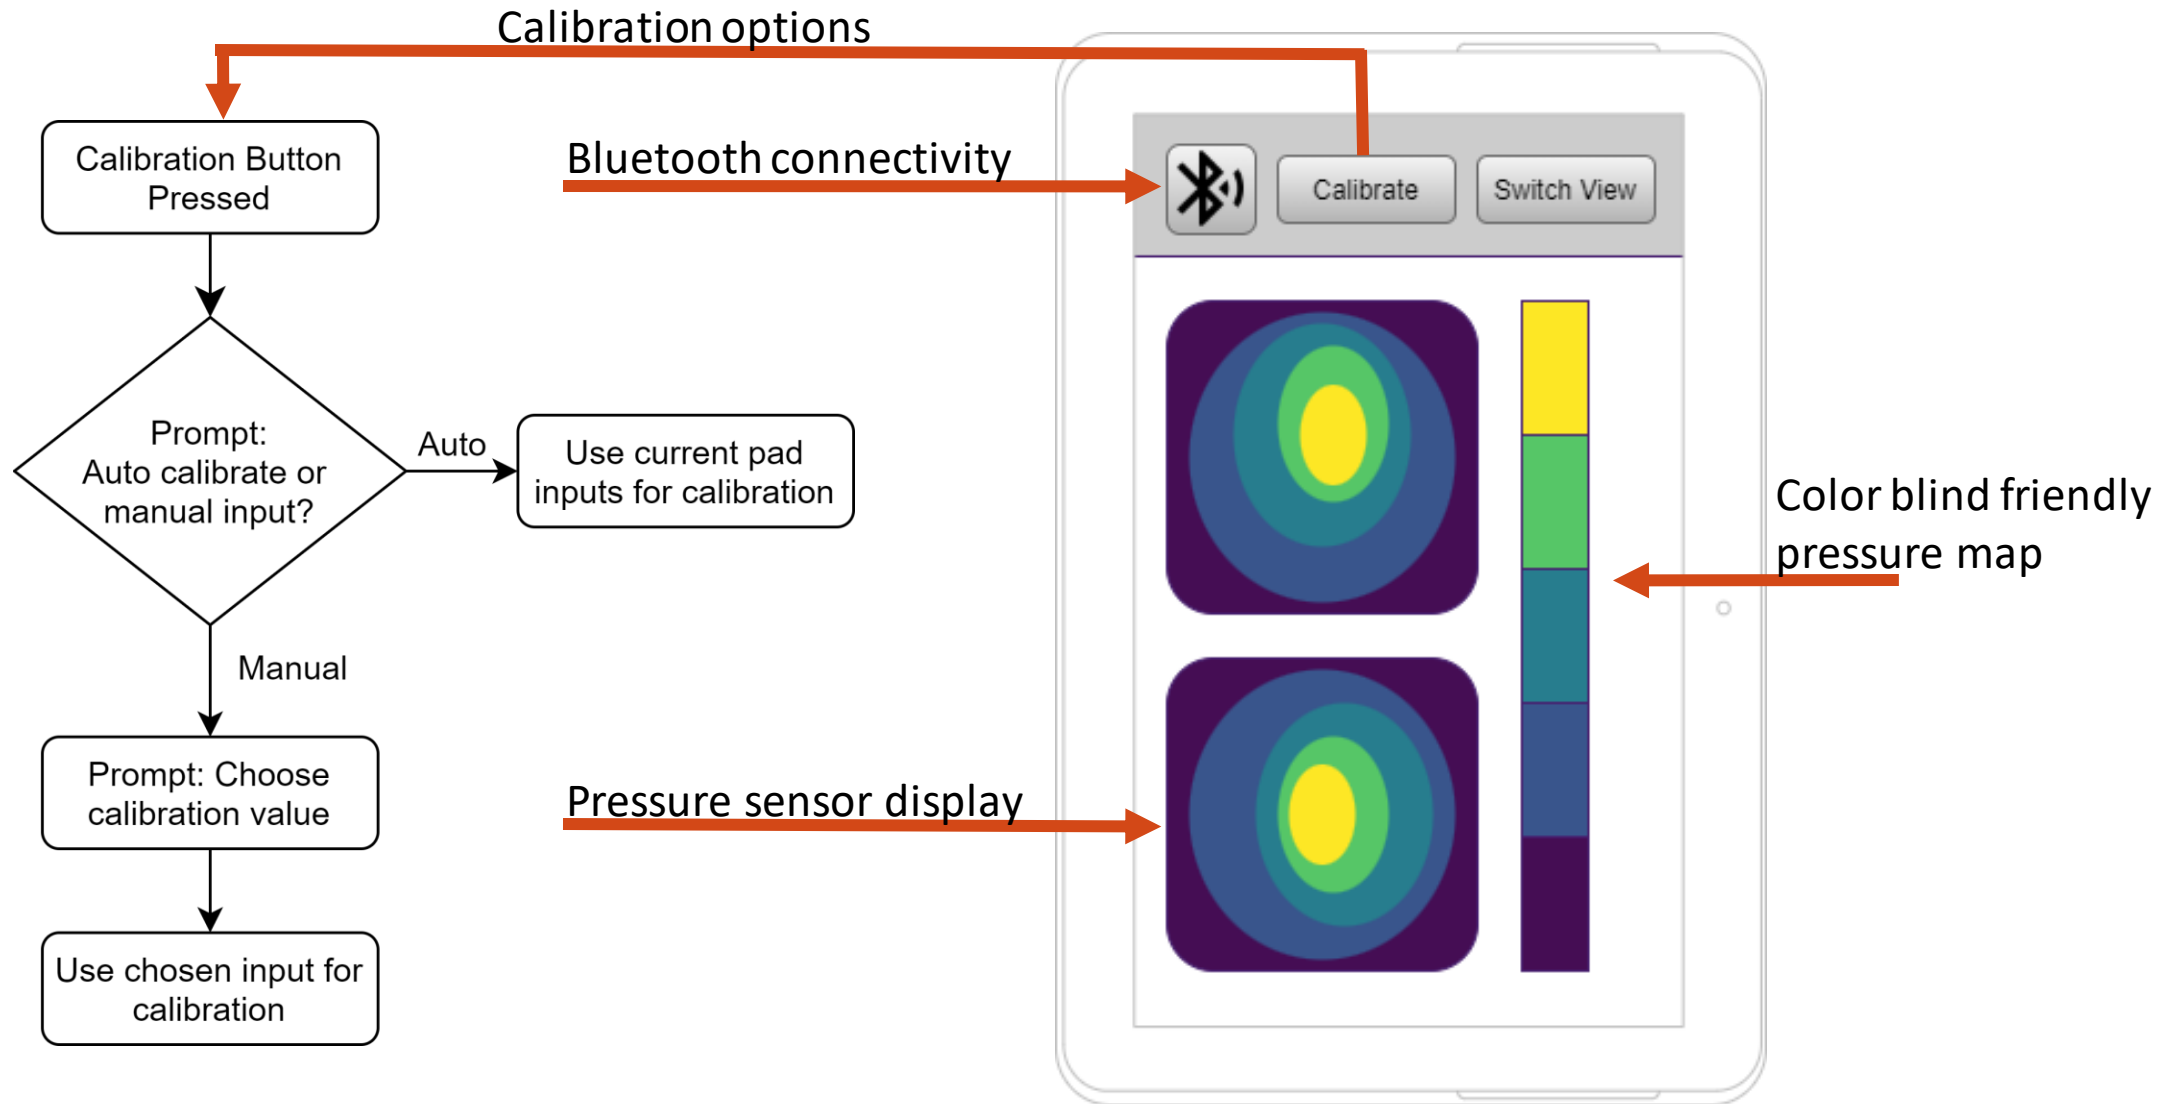 Calibration options
Calibration Button
Pressed
Prompt:
Auto calibrate or
manual input?
Auto
Use current pad
inputs for calibration
Manual
Prompt: Choose
calibration value
Use chosen input for
calibration
Bluetooth connectivity
Calibrate
Switch View
Pressure sensor display
Color blind friendly
pressure map